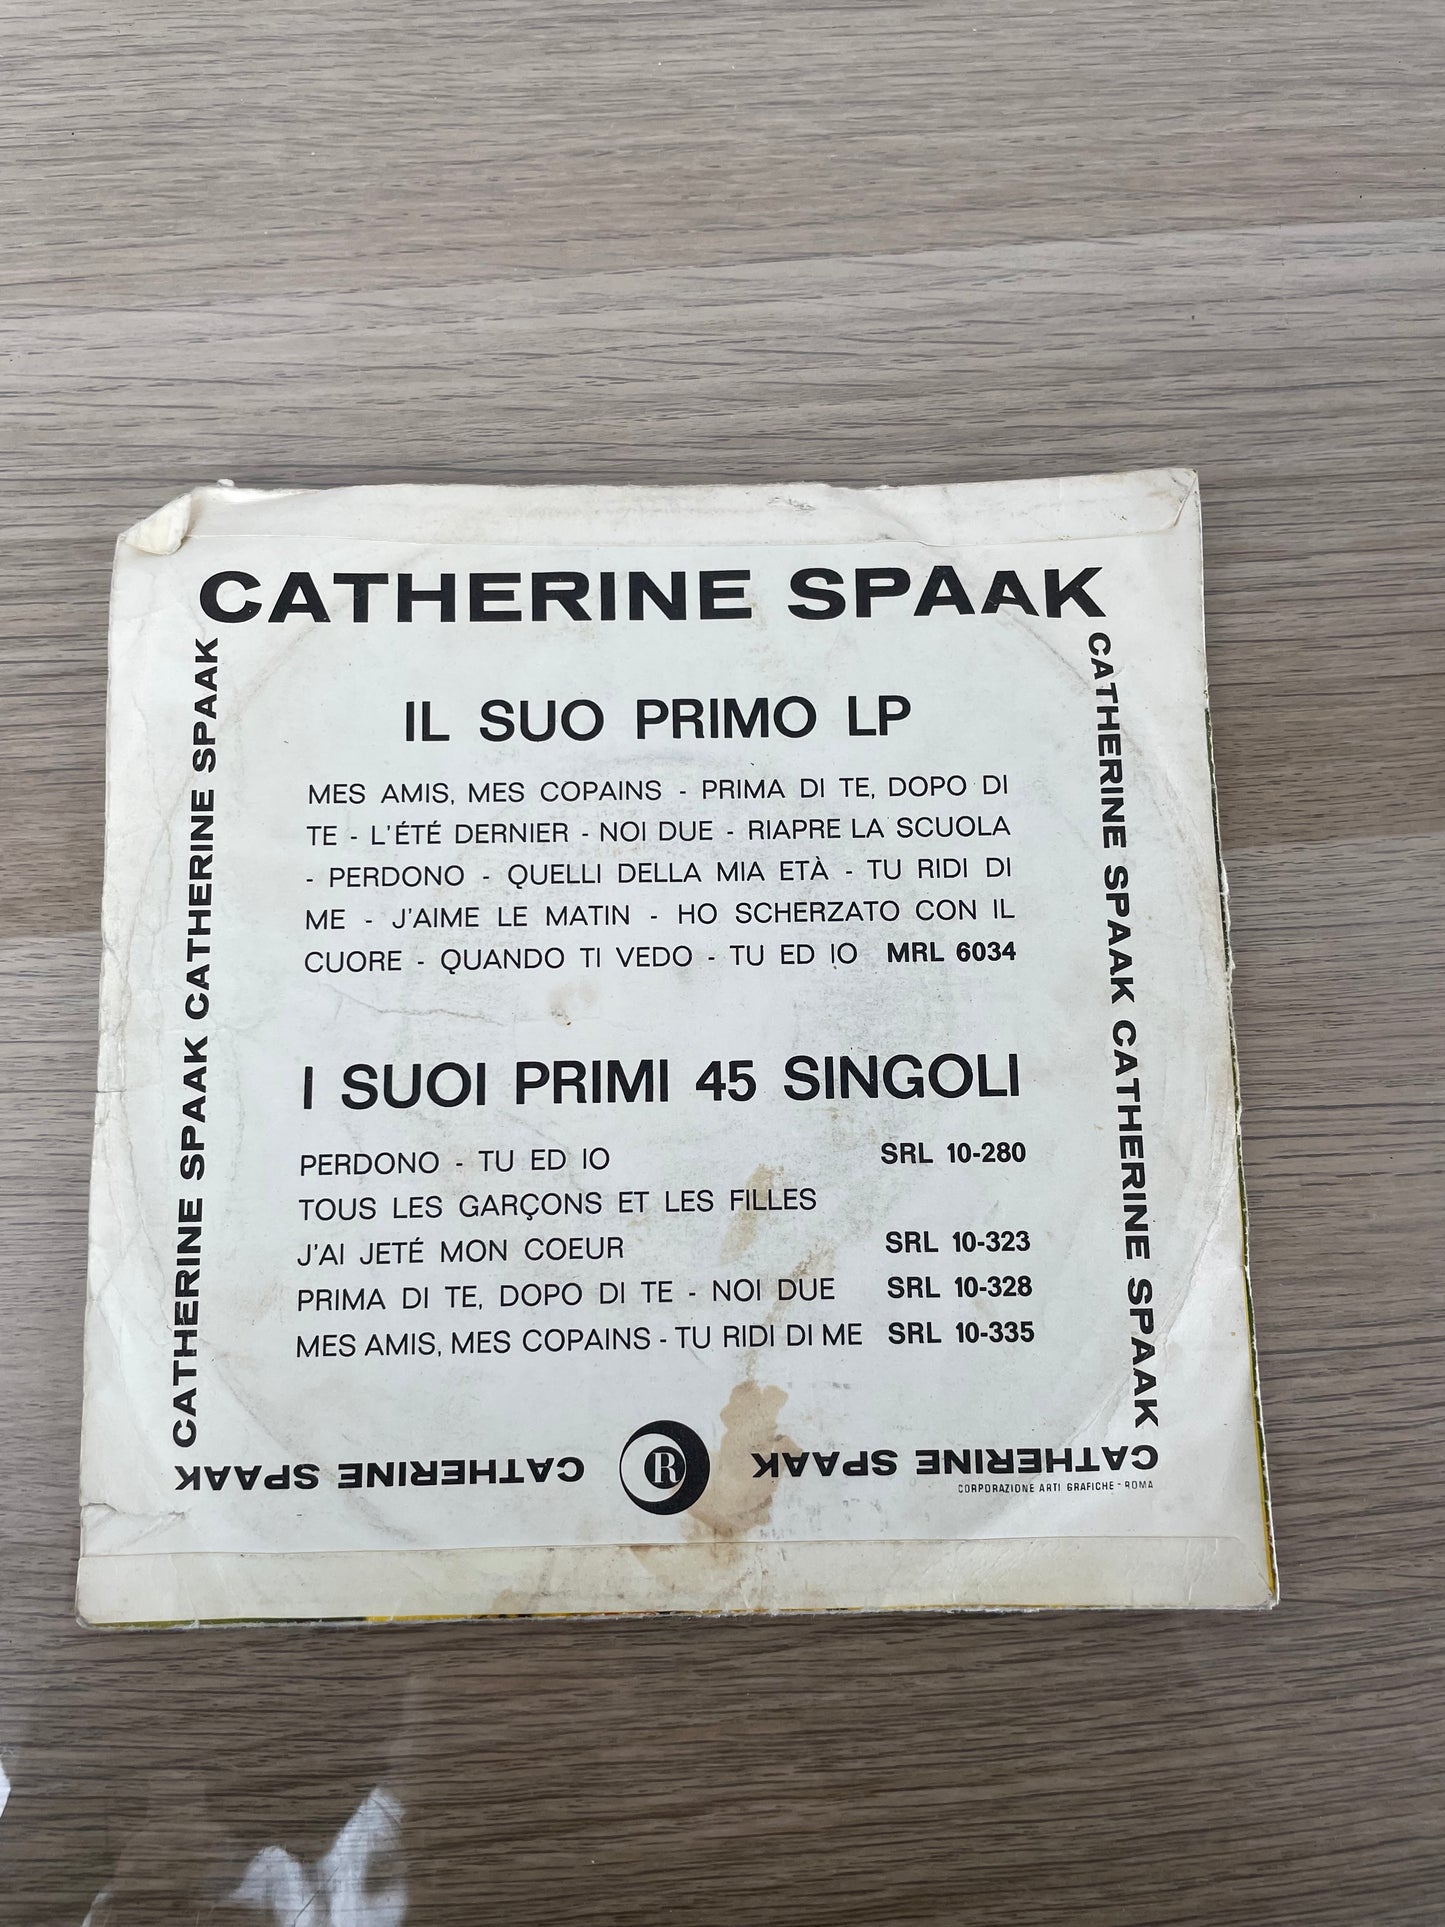 CATHERINE SPAAK
IL SUO PRIMO LP
MES AMIS, MES COPAINS - PRIMA DI TE, DOPO DI
TE - L'ÉTÉ DERNIER - NOI DUE - RIAPRE LA SCUOLA
- PERDONO - QUELLI DELLA MIA ETÀ - TU RIDI DI
ME - J'AIME LE MATIN - HO SCHERZATO CON IL
CUORE - QUANDO TI VEDO - TU ED IO MRL 6034
I SUOI PRIMI 45 SINGOLI
PERDONO - TU ED IO SRL 10-280
TOUS LES GARÇONS ET LES FILLES
J'AI JETÉ MON COEUR SRL 10-323
PRIMA DI TE, DOPO DI TE - NOI DUE SRL 10-328
MES AMIS, MES COPAINS - TU RIDI DI ME SRL 10-335
CATHERINE SPAAK CATHERINE SPAAK
CATHERINE SPAAK CATHERINE SPAAK
CATHERINE SPAAK
R
CATHERINE SPAAK
CORPORAZIONE ARTI GRAFICHE - ROMA